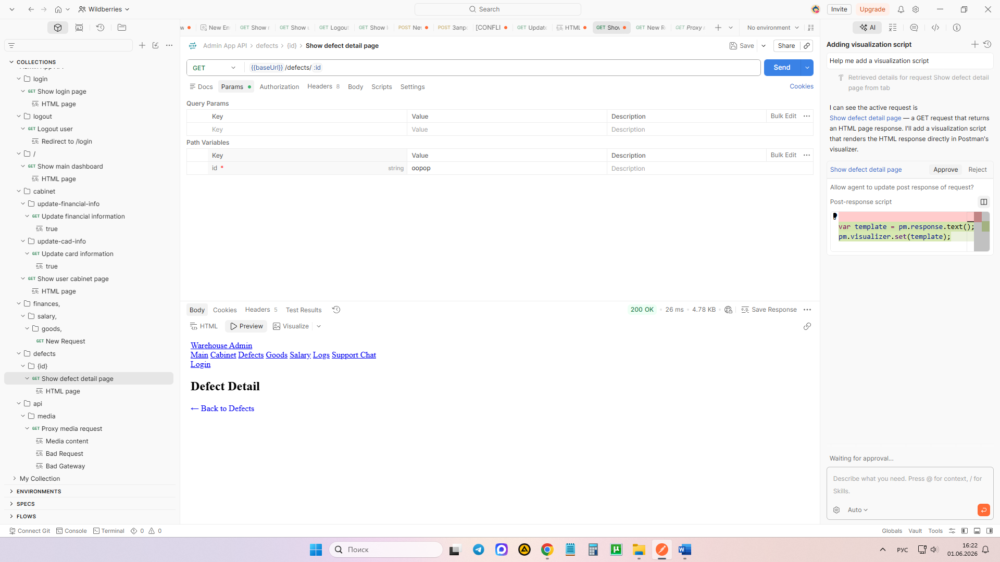 Wildberries
Search
Invite
Upgrade
New En
GET Show r
GET Show u
GET Logout
GET Show l
POST Nev
POST Запро
[CONFLI
GET Update
HTML
GET Show
GET New R
GET Proxy r
No environment
AI
Admin App API > defects > {id} > Show defect detail page
Save
Share
GET
{{baseUrl}} /defects/ :id
Send
Docs
Params
Authorization
Headers 8
Body
Scripts
Settings
Cookies
Query Params
Key
Value
Description
Bulk Edit
Key
Value
Description
Path Variables
Key
Value
Description
Bulk Edit
id *
string
oopop
Description
COLLECTIONS
Admin App API
login
GET Show login page
HTML page
logout
GET Logout user
Redirect to /login
/
GET Show main dashboard
HTML page
cabinet
update-financial-info
GET Update financial information
true
update-cad-info
GET Update card information
true
GET Show user cabinet page
HTML page
finances,
salary,
goods,
GET New Request
defects
{id}
GET Show defect detail page
HTML page
api
media
GET Proxy media request
Media content
Bad Request
Bad Gateway
My Collection
ENVIRONMENTS
SPECS
FLOWS
Body
Cookies
Headers 5
Test Results
200 OK • 26 ms • 4.78 KB •
Save Response
HTML
Preview
Visualize
Warehouse Admin
Main Cabinet Defects Goods Salary Logs Support Chat
Login
Defect Detail
← Back to Defects
Adding visualization script
Help me add a visualization script
Retrieved details for request Show defect detail
page from tab
I can see the active request is
Show defect detail page — a GET request that returns
an HTML page response. I'll add a visualization script
that renders the HTML response directly in Postman's
visualizer.
Show defect detail page
Approve
Reject
Allow agent to update post response of request?
Post-response script
var template = pm.response.text();
pm.visualizer.set(template);
Waiting for approval...
Describe what you need. Press @ for context, / for
Skills.
Auto
Connect Git
Console
Terminal
0
0
Globals
Vault
Tools
Поиск
РУС
16:22
01.06.2026